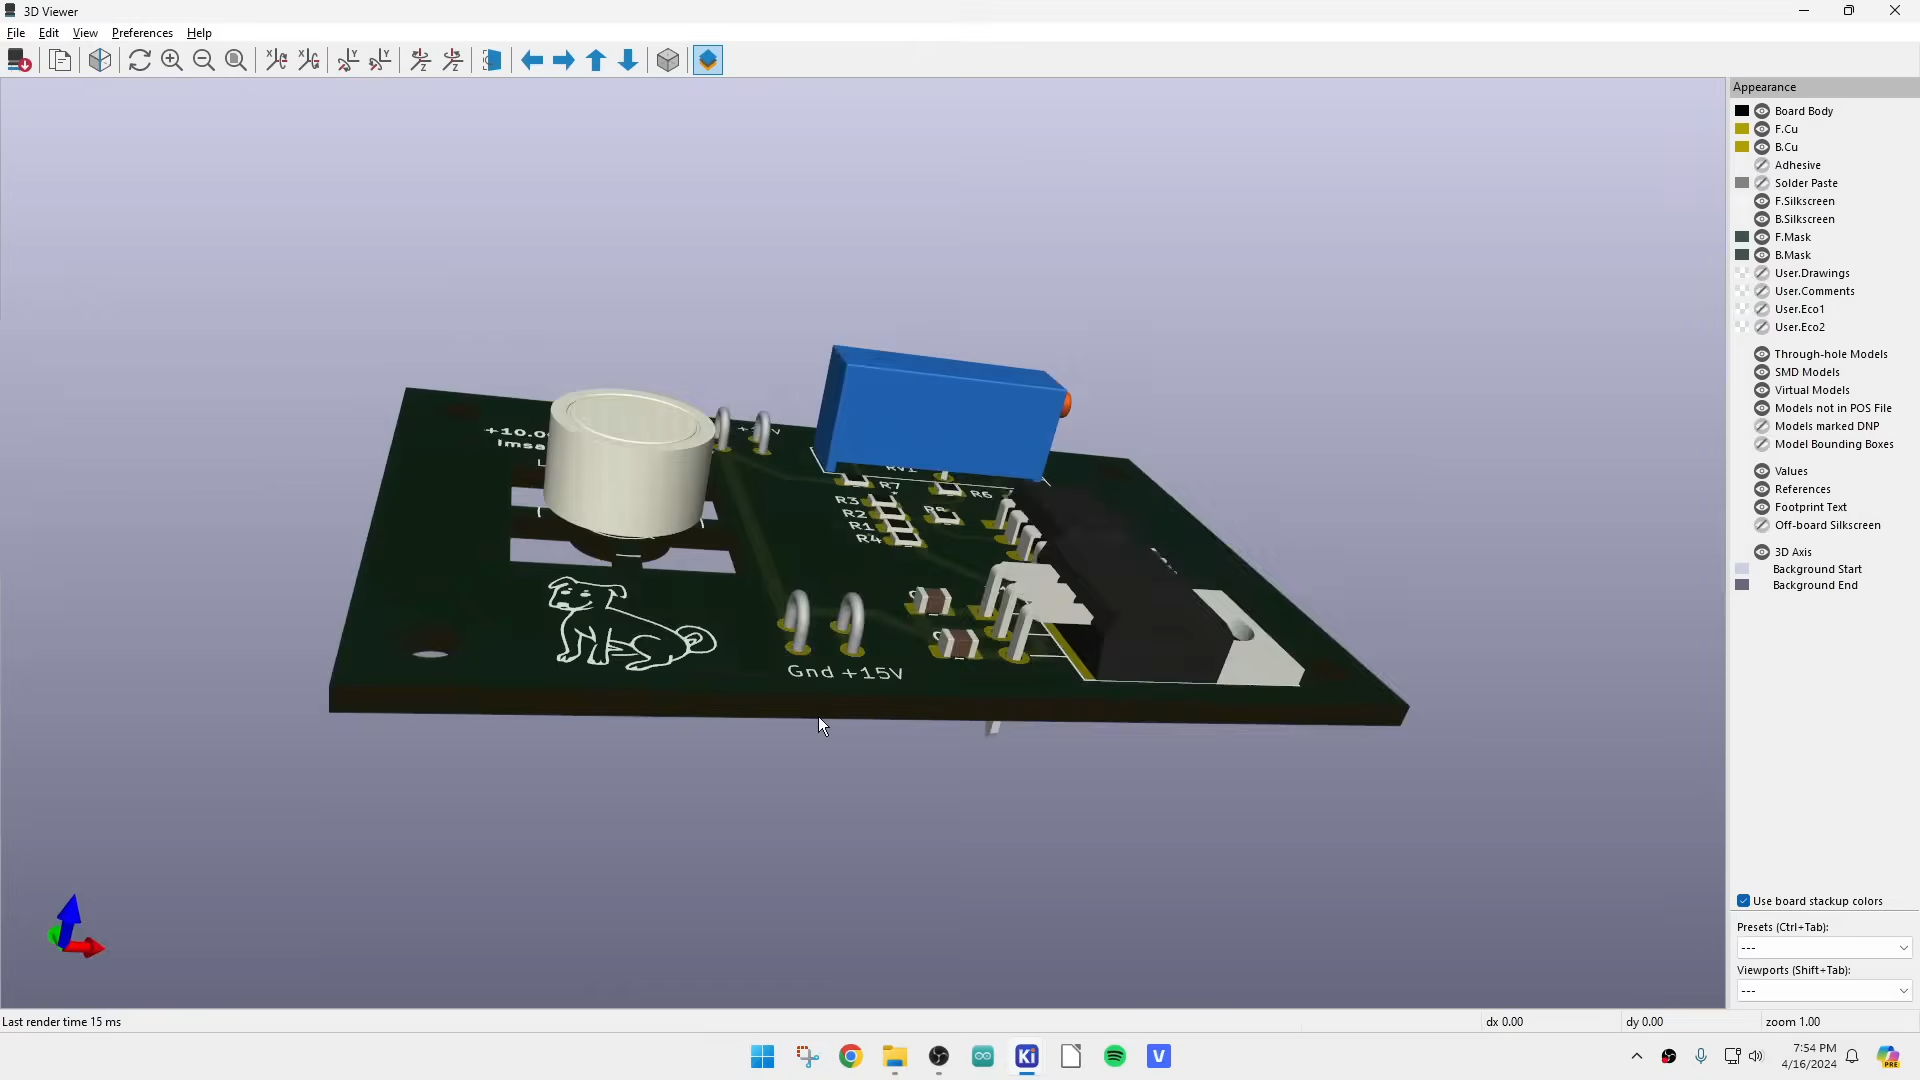 3D Viewer
File Edit View Preferences Help
Appearance
Board Body
F.Cu
B.Cu
Adhesive
Solder Paste
F.Silkscreen
B.Silkscreen
F.Mask
B.Mask
User.Drawings
User.Comments
User.Eco1
User.Eco2
Through-hole Models
SMD Models
Virtual Models
Models not in POS File
Models marked DNP
Model Bounding Boxes
Values
References
Footprint Text
Off-board Silkscreen
3D Axis
Background Start
Background End
R7
R6
R3
R2
R1
R4
Gnd +15V
Use board stackup colors
Presets (Ctrl+Tab):
---
Viewports (Shift+Tab):
---
Last render time 15 ms
dx 0.00
dy 0.00
zoom 1.00
Ki
V
7:54 PM
4/16/2024
PRE